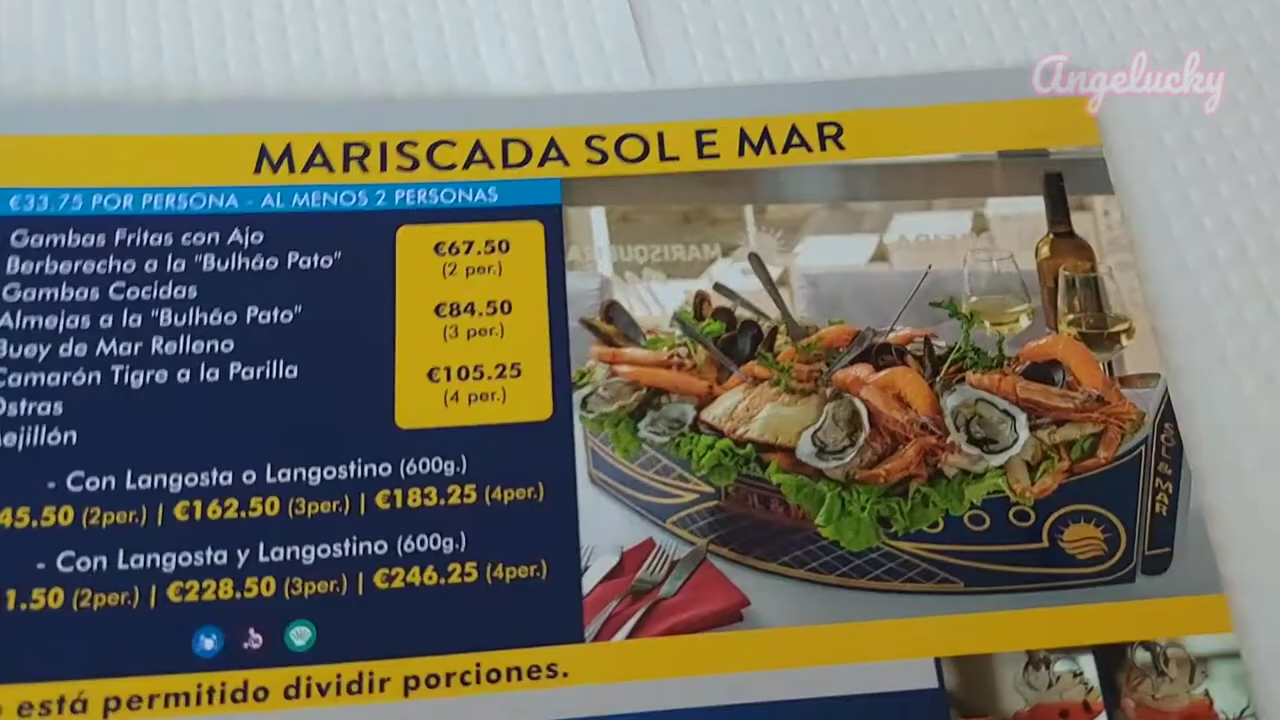 Angelucky
MARISCADA SOL E MAR
€33.75 POR PERSONA - AL MENOS 2 PERSONAS
Gambas Fritas con Ajo
Berberecho a la "Bulhão Pato"
Gambas Cocidas
Almejas a la "Bulhão Pato"
Buey de Mar Relleno
Camarón Tigre a la Parilla
Ostras
ejillón
€67.50
(2 per.)
€84.50
(3 per.)
€105.25
(4 per.)
- Con Langosta o Langostino (600g.)
45.50 (2per.) | €162.50 (3per.) | €183.25 (4per.)
- Con Langosta y Langostino (600g.)
1.50 (2per.) | €228.50 (3per.) | €246.25 (4per.)
SOL & MAR
o está permitido dividir porciones.